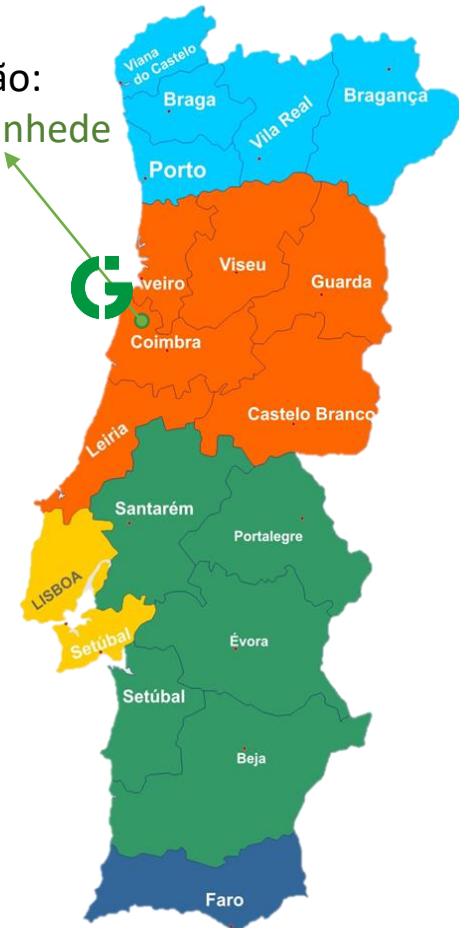 Viana
do Castelo
ão:
Braga
Vila Real
Bragança
nhede
Porto
Viseu
Guarda
G
veiro
Coimbra
Castelo Branco
Leiria
Santarém
Portalegre
LISBOA
Setúbal
Évora
Setúbal
Beja
Faro